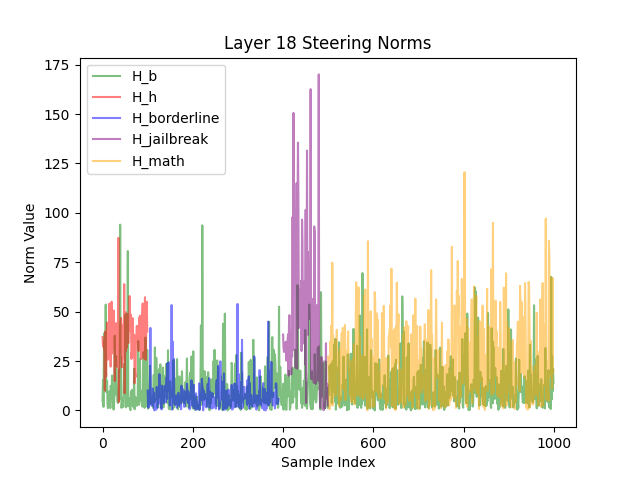 Layer 18 Steering Norms
175
150
125
100
75
50
25
0
Norm Value
H_b
H_h
H_borderline
H_jailbreak
H_math
0
200
400
600
800
1000
Sample Index